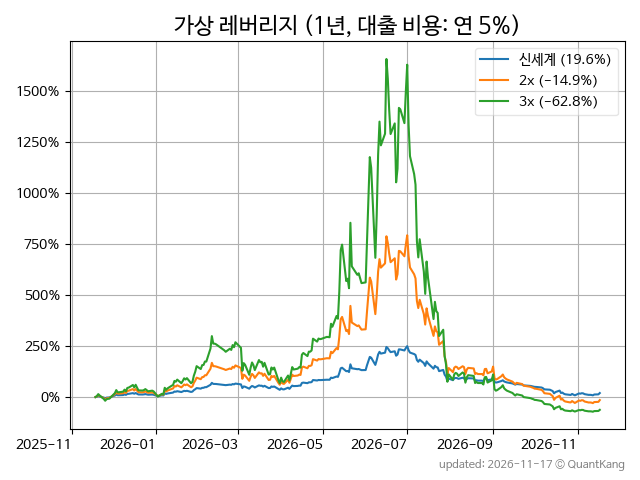 가상 레버리지 (1년, 대출 비용: 연 5%)
신세계 (19.6%)
2x (-14.9%)
3x (-62.8%)
1500%
1250%
1000%
750%
500%
250%
0%
2025-11 2026-01 2026-03 2026-05 2026-07 2026-09 2026-11
updated: 2026-11-17 © QuantKang